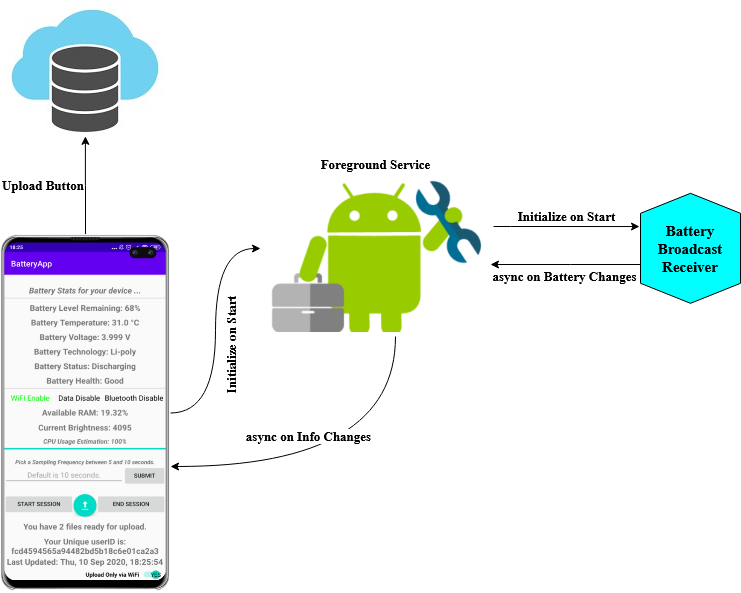 Foreground Service
Upload Button
Initialize on Start
Battery
Broadcast
Receiver
async on Battery Changes
Initialize on Start
async on Info Changes
18:25
BatteryApp
Battery Stats for your device ...
Battery Level Remaining: 68%
Battery Temperature: 31.0 °C
Battery Voltage: 3.999 V
Battery Technology: Li-poly
Battery Status: Discharging
Battery Health: Good
WiFi Enable Data Disable Bluetooth Disable
Available RAM: 19.32%
Current Brightness: 4095
CPU Usage Estimation: 100%
Pick a Sampling Frequency between 5 and 10 seconds.
Default is 10 seconds. SUBMIT
START SESSION END SESSION
You have 2 files ready for upload.
Your Unique userID is:
fcd4594565a94482bd5b18c6e01ca2a3
Last Updated: Thu, 10 Sep 2020, 18:25:54
Upload Only via WiFi YES